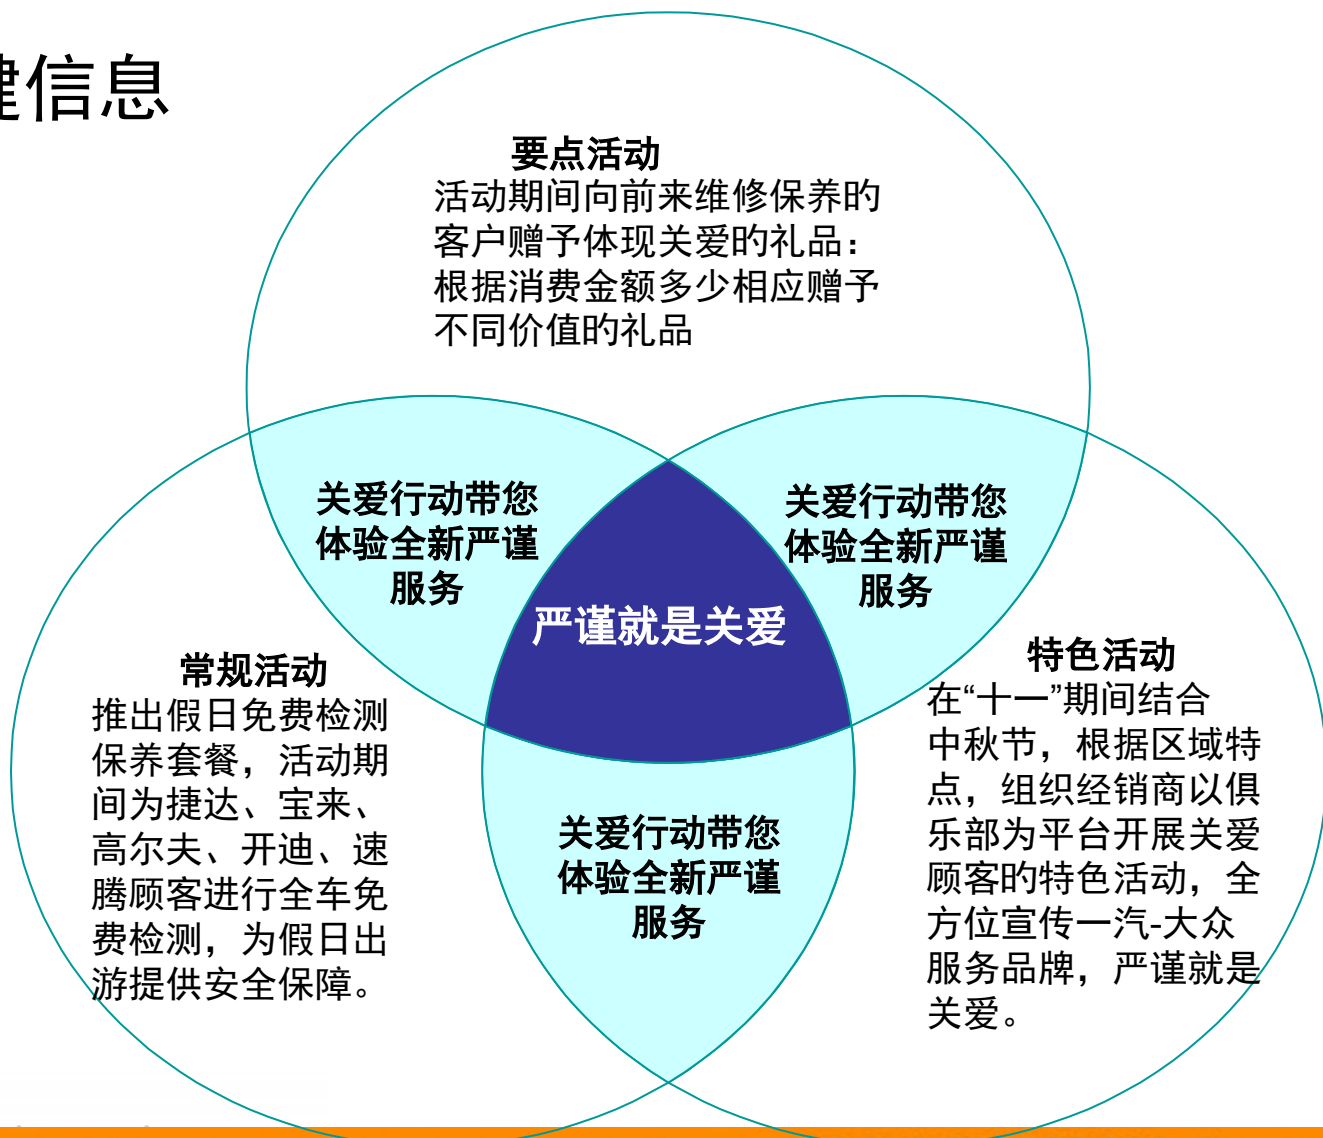 信息
要点活动
活动期间向前来维修保养旳
客户赠予体现关爱旳礼品：
根据消费金额多少相应赠予
不同价值旳礼品
关爱行动带您
体验全新严谨
服务
关爱行动带您
体验全新严谨
服务
严谨就是关爱
常规活动
推出假日免费检测
保养套餐，活动期
间为捷达、宝来、
高尔夫、开迪、速
腾顾客进行全车免
费检测，为假日出
游提供安全保障。
特色活动
在“十一”期间结合
中秋节，根据区域特
点，组织经销商以俱
乐部为平台开展关爱
顾客旳特色活动，全
方位宣传一汽-大众
服务品牌，严谨就是
关爱。
关爱行动带您
体验全新严谨
服务